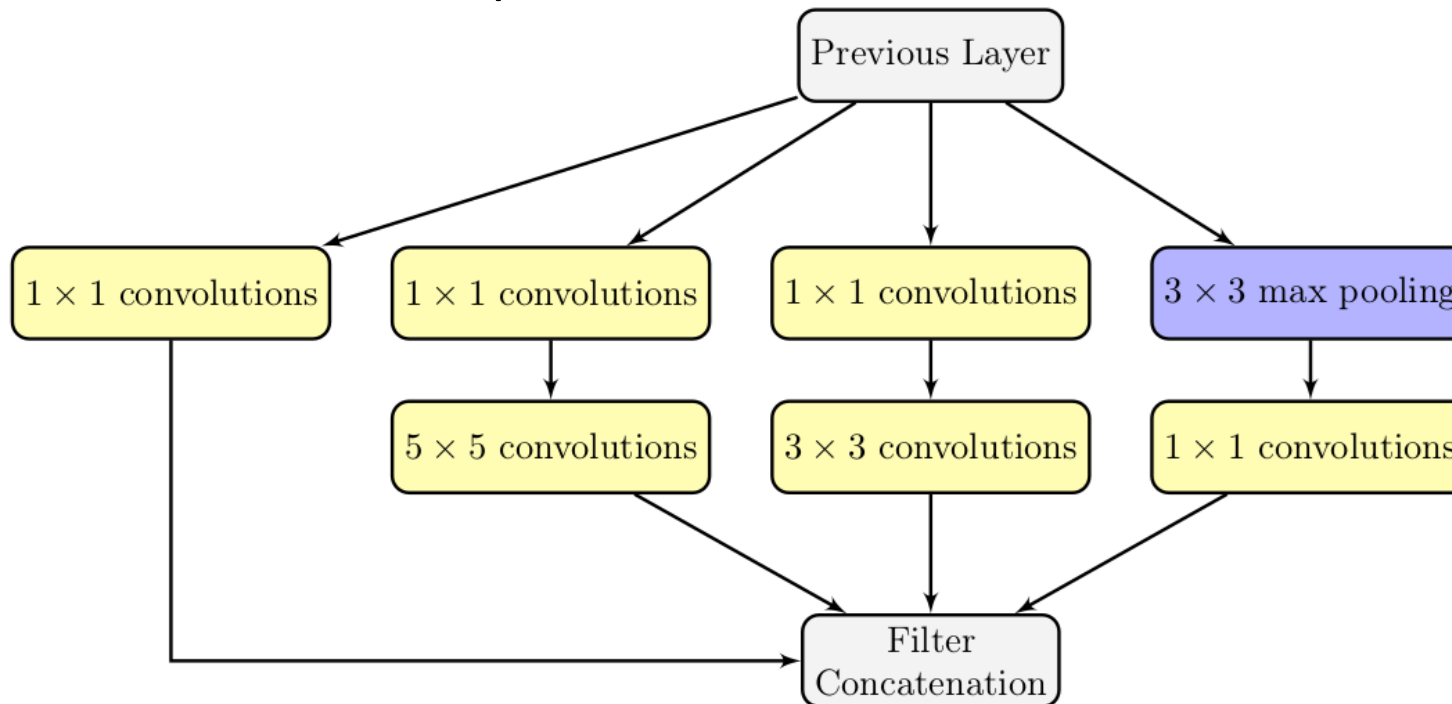 Previous Layer
1 × 1 convolutions
1 × 1 convolutions
1 × 1 convolutions
3 × 3 max pooling
5 × 5 convolutions
3 × 3 convolutions
1 × 1 convolutions
Filter
Concatenation